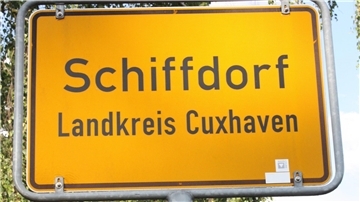 Schiffdorf
Landkreis Cuxhaven